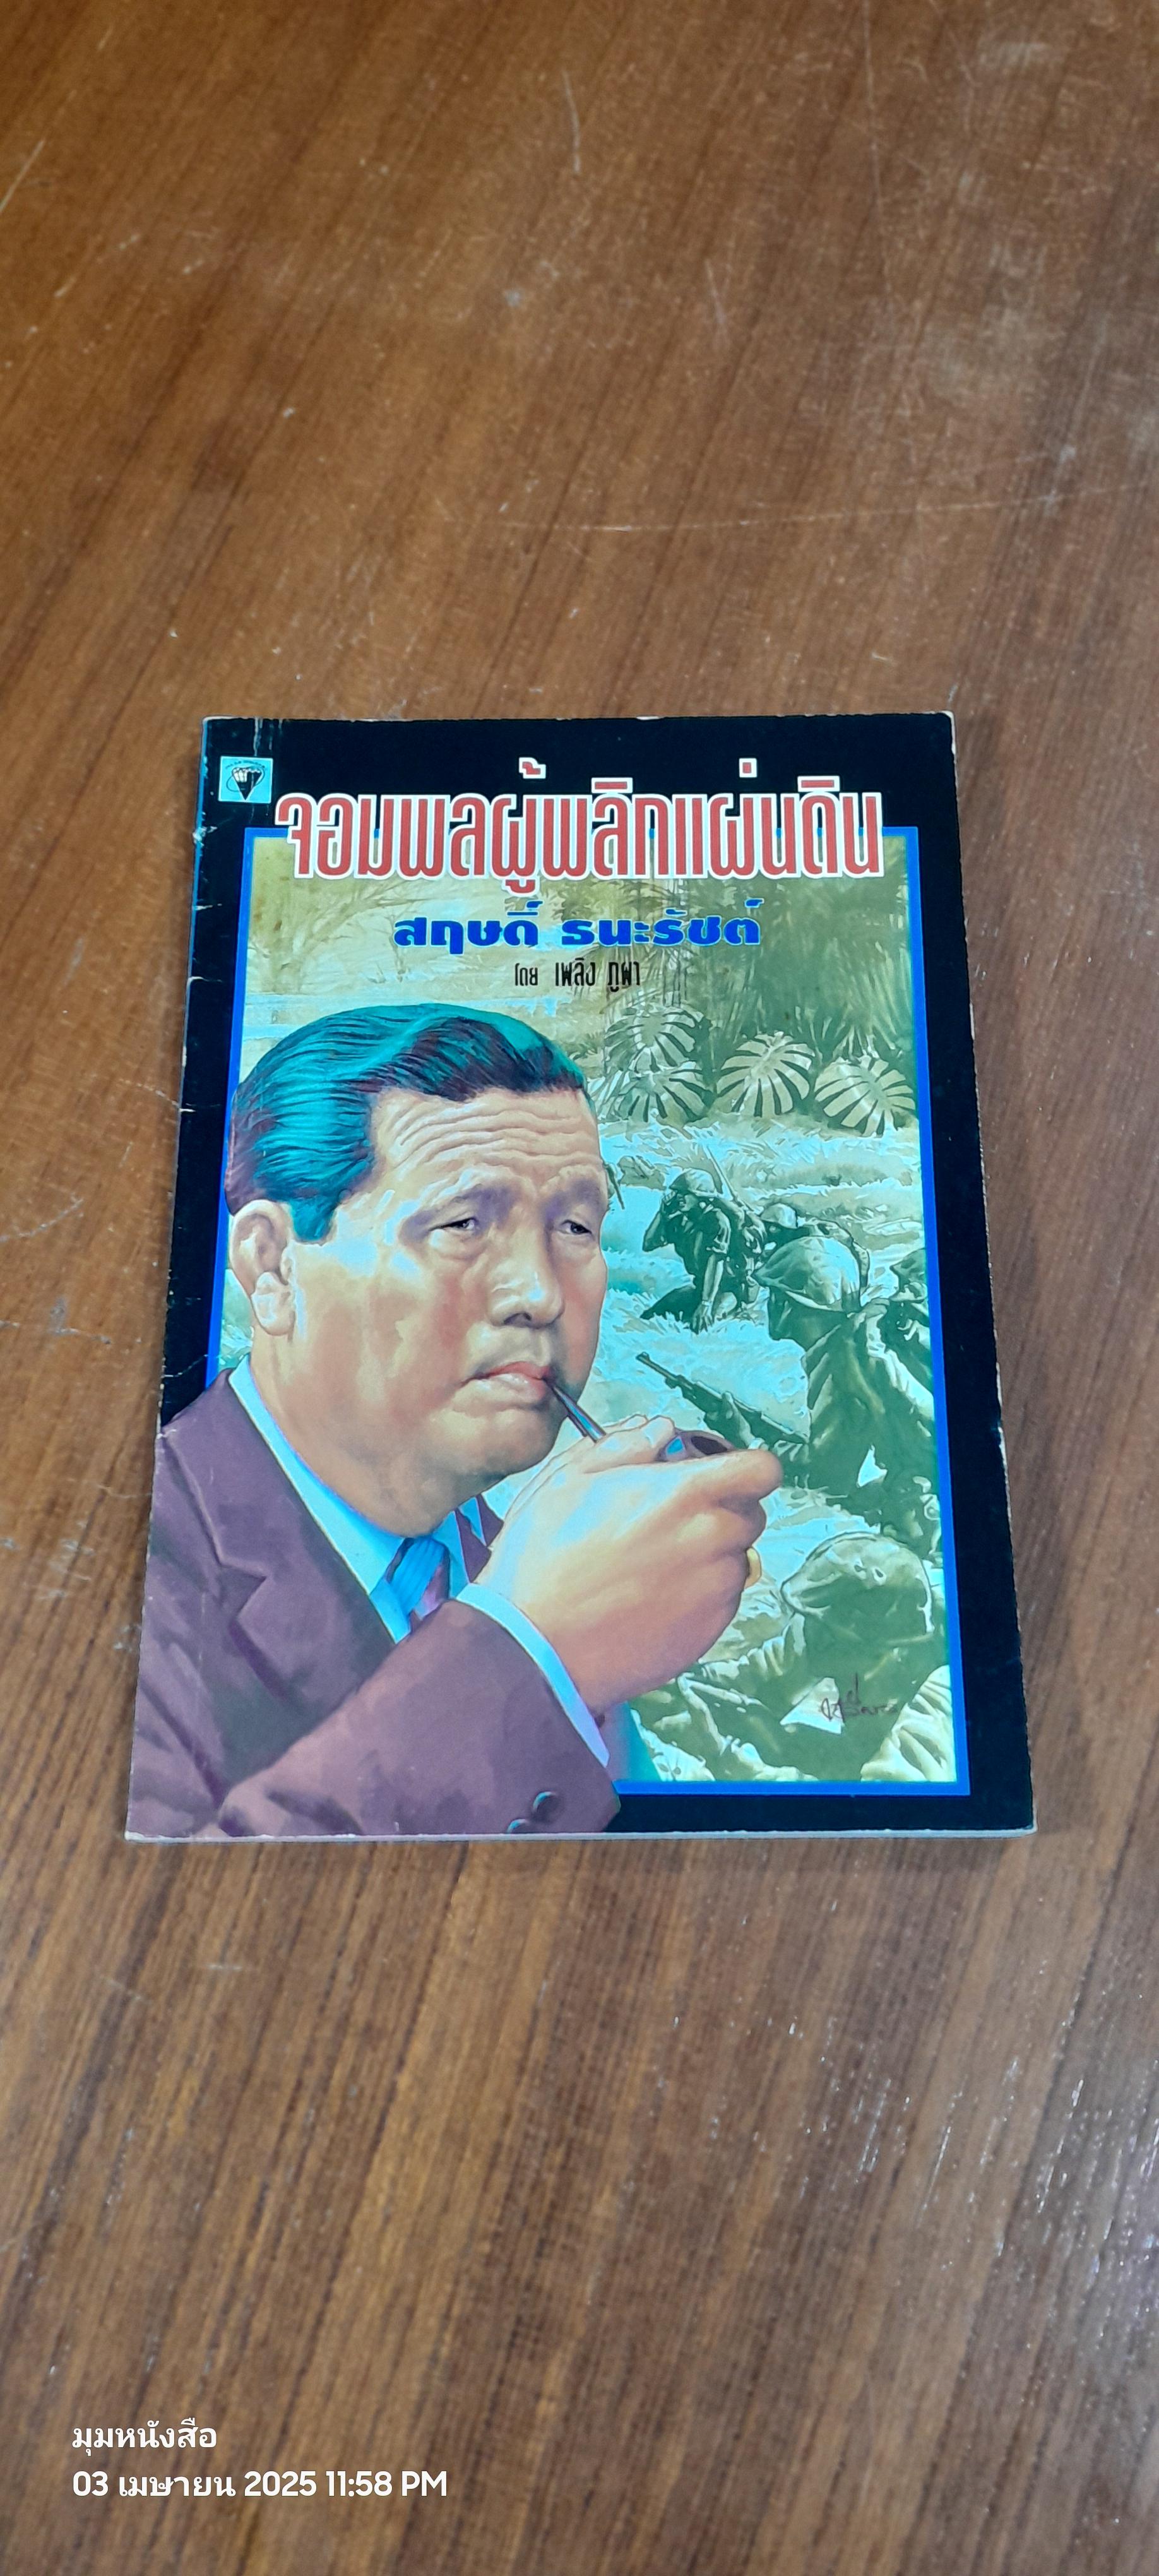 จอมพลผู้พลิกแผ่นดิน
สฤษดิ์ ธนะรัชต์
โดย เพลิง ภูผา
มุมหนังสือ
03 เมษายน 2025 11:58 PM